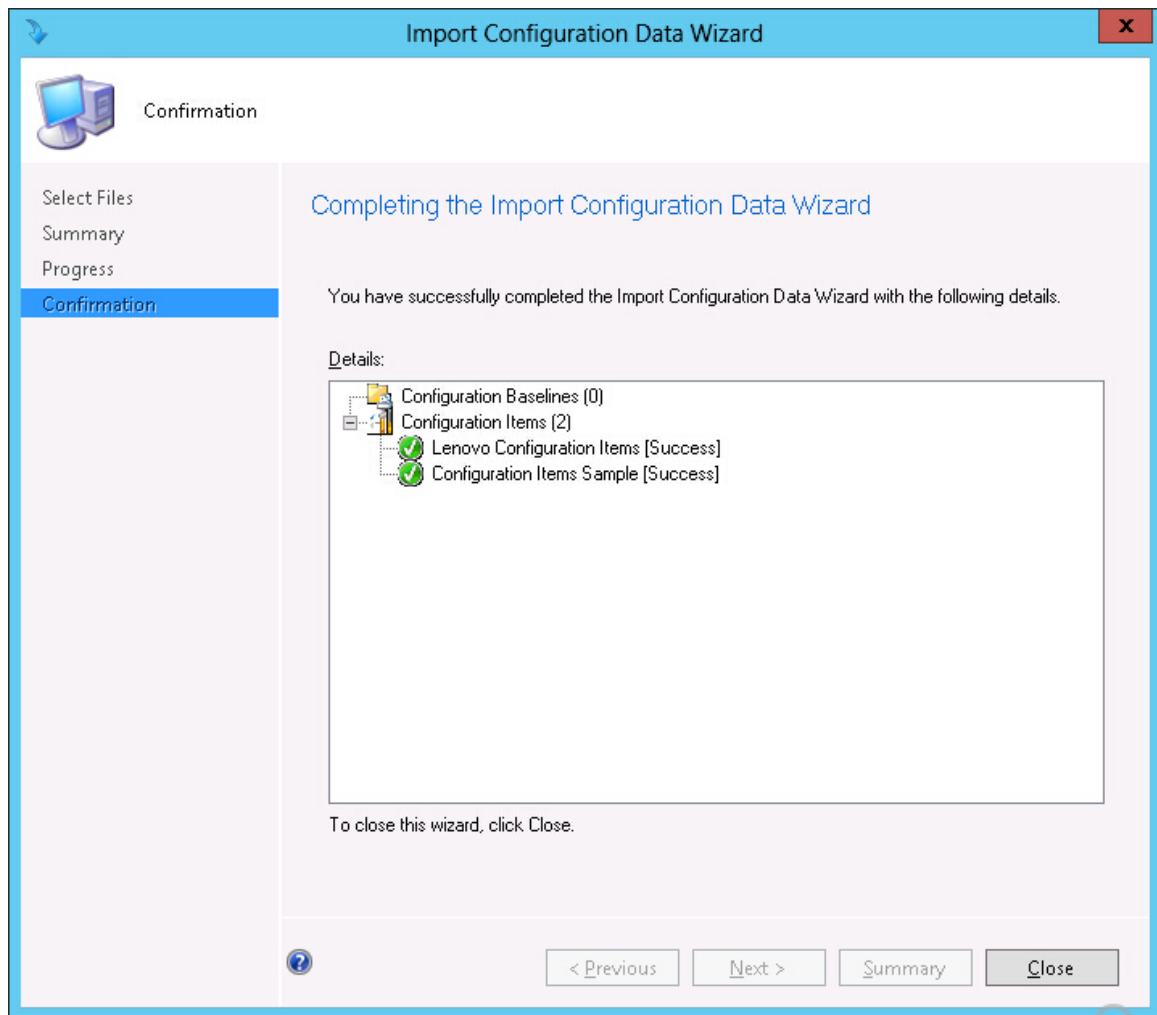 Import Configuration Data Wizard
x
Confirmation
Select Files
Summary
Progress
Confirmation
Completing the Import Configuration Data Wizard
You have successfully completed the Import Configuration Data Wizard with the following details.
Details:
Configuration Baselines (0)
Configuration Items (2)
Lenovo Configuration Items [Success]
Configuration Items Sample [Success]
To close this wizard, click Close.
?
< Previous
Next >
Summary
Close